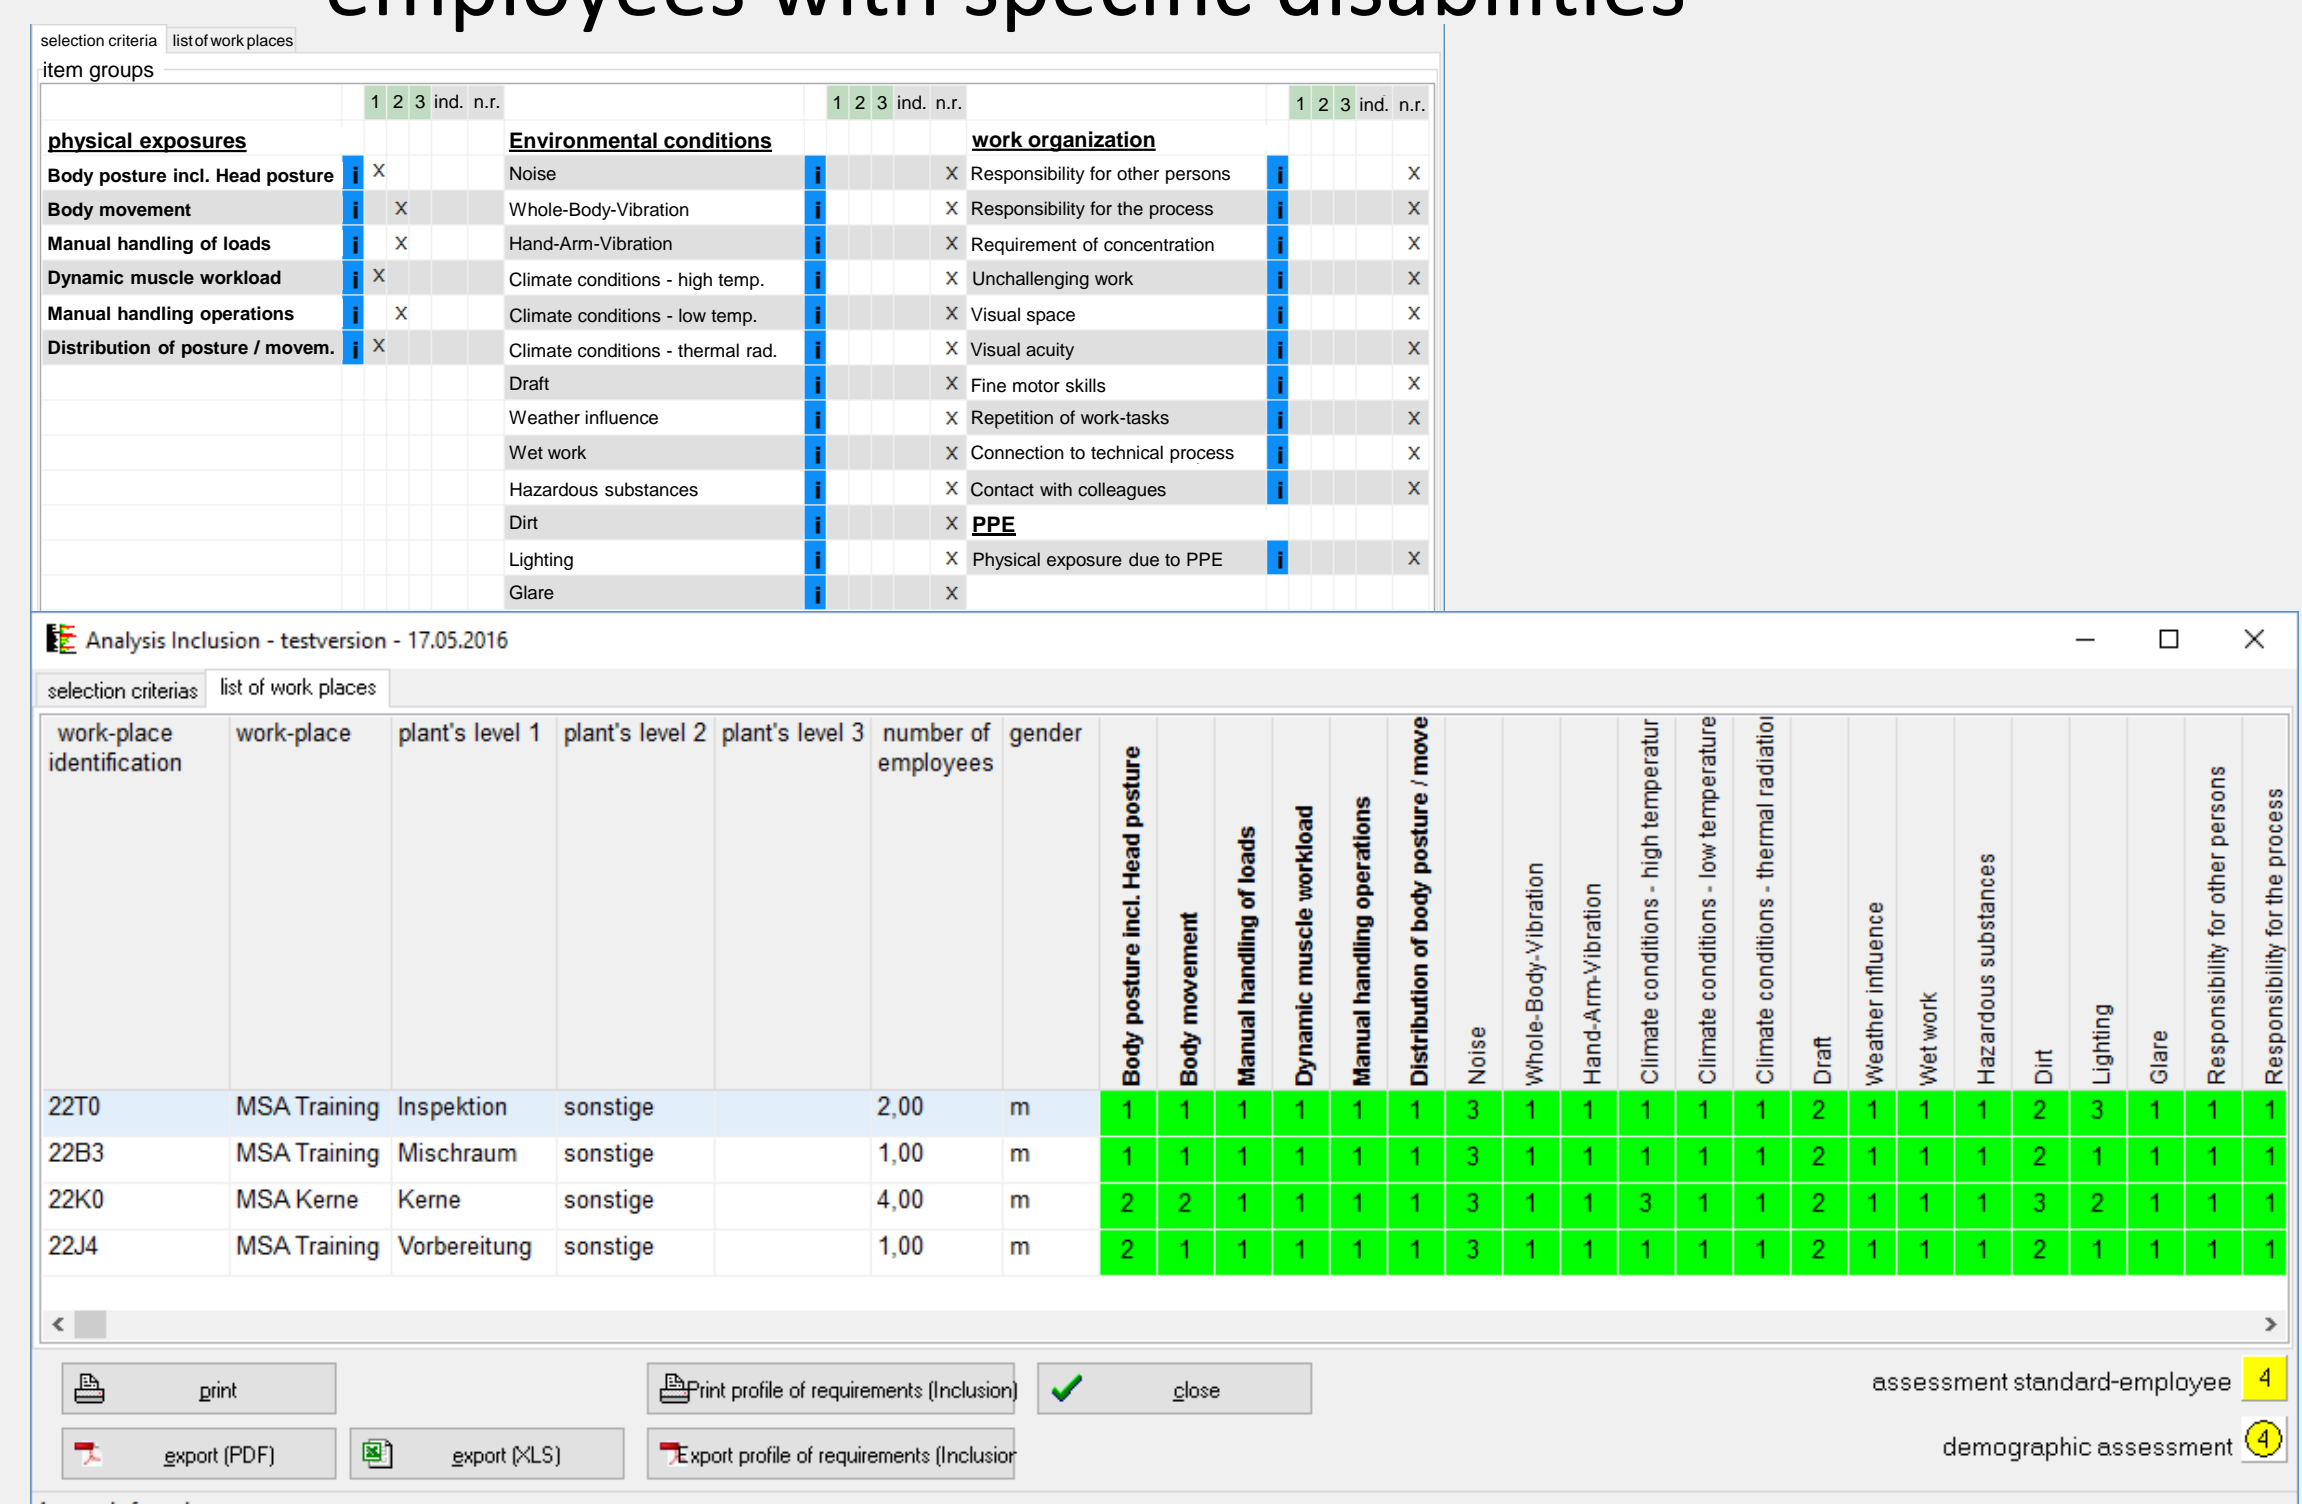 employees with specific disabilities
selection criteria list of work places
item groups
1 2 3 ind. n.r. 1 2 3 ind. n.r. 1 2 3 ind. n.r.
physical exposures Environmental conditions work organization
Body posture incl. Head posture i X Noise i X Responsibility for other persons i X
Body movement i X Whole-Body-Vibration i X Responsibility for the process i X
Manual handling of loads i X Hand-Arm-Vibration i X Requirement of concentration i X
Dynamic muscle workload i X Climate conditions - high temp. i X Unchallenging work i X
Manual handling operations i X Climate conditions - low temp. i X Visual space i X
Distribution of posture / movem. i X Climate conditions - thermal rad. i X Visual acuity i X
Draft i X Fine motor skills i X
Weather influence i X Repetition of work-tasks i X
Wet work i X Connection to technical process i X
Hazardous substances i X Contact with colleagues i X
Dirt i X PPE
Lighting i X Physical exposure due to PPE i X
Glare i X
Analysis Inclusion - testversion - 17.05.2016
selection criterias list of work places
work-place identification work-place plant's level 1 plant's level 2 plant's level 3 number of employees gender
Body posture incl. Head posture
Body movement
Manual handling of loads
Dynamic muscle workload
Manual handling operations
Distribution of body posture / move
Noise
Whole-Body-Vibration
Hand-Arm-Vibration
Climate conditions - high temperatur
Climate conditions - low temperature
Climate conditions - thermal radiatio
Draft
Weather influence
Wet work
Hazardous substances
Dirt
Lighting
Glare
Responsibility for other persons
Responsibility for the process
22T0 MSA Training Inspektion sonstige 2,00 m 1 1 1 1 1 1 3 1 1 1 1 1 2 1 1 1 2 3 1 1 1
22B3 MSA Training Mischraum sonstige 1,00 m 1 1 1 1 1 1 3 1 1 1 1 1 2 1 1 1 2 1 1 1 1
22K0 MSA Kerne Kerne sonstige 4,00 m 2 2 1 1 1 1 3 1 1 3 1 1 2 1 1 1 3 2 1 1 1
22J4 MSA Training Vorbereitung sonstige 1,00 m 2 1 1 1 1 1 3 1 1 1 1 1 2 1 1 1 2 1 1 1 1
print Print profile of requirements (Inclusion) close assessment standard-employee 4
export (PDF) export (XLS) Export profile of requirements (Inclusion demographic assessment 4